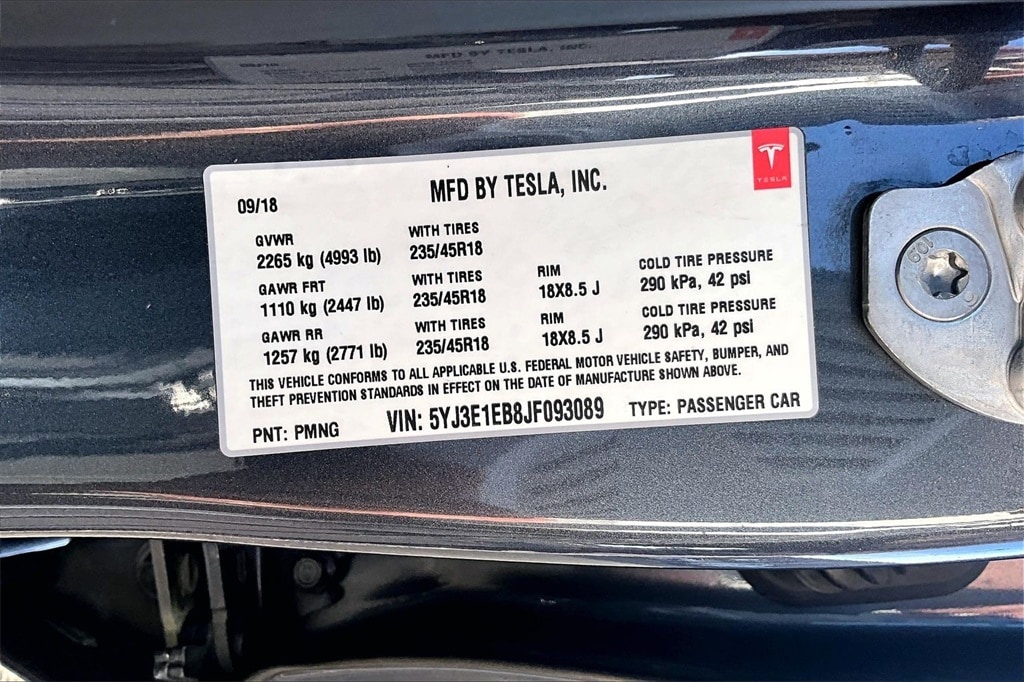 MFD BY TESLA, INC.
TESLA
09/18
GVWR WITH TIRES
2265 kg (4993 lb) 235/45R18
GAWR FRT WITH TIRES RIM COLD TIRE PRESSURE
1110 kg (2447 lb) 235/45R18 18X8.5 J 290 kPa, 42 psi
GAWR RR WITH TIRES RIM COLD TIRE PRESSURE
1257 kg (2771 lb) 235/45R18 18X8.5 J 290 kPa, 42 psi
THIS VEHICLE CONFORMS TO ALL APPLICABLE U.S. FEDERAL MOTOR VEHICLE SAFETY, BUMPER, AND
THEFT PREVENTION STANDARDS IN EFFECT ON THE DATE OF MANUFACTURE SHOWN ABOVE.
PNT: PMNG VIN: 5YJ3E1EB8JF093089 TYPE: PASSENGER CAR